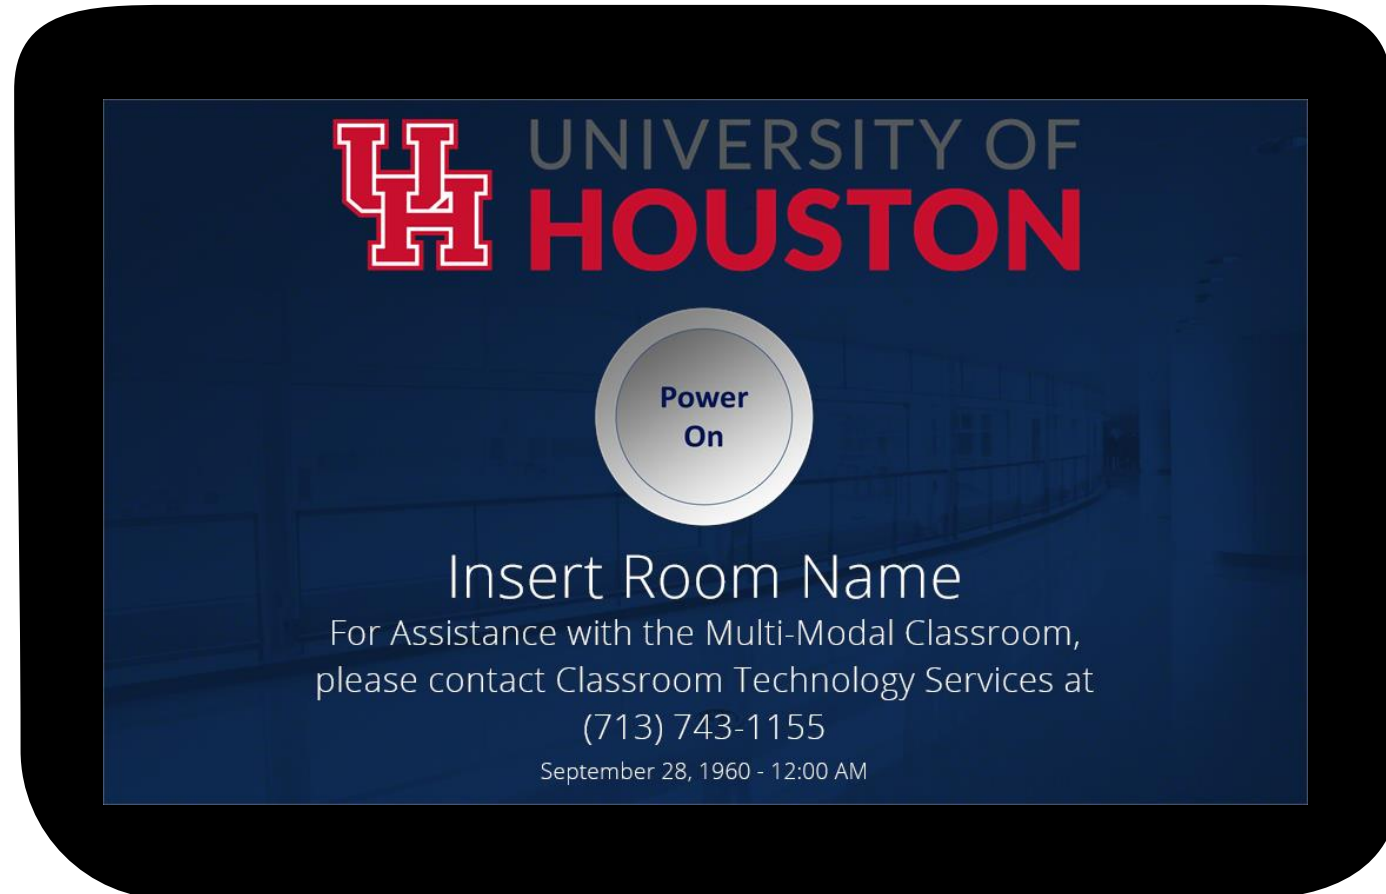 UH
UNIVERSITY OF
HOUSTON
Power
On
Insert Room Name
For Assistance with the Multi-Modal Classroom,
please contact Classroom Technology Services at
(713) 743-1155
September 28, 1960 - 12:00 AM